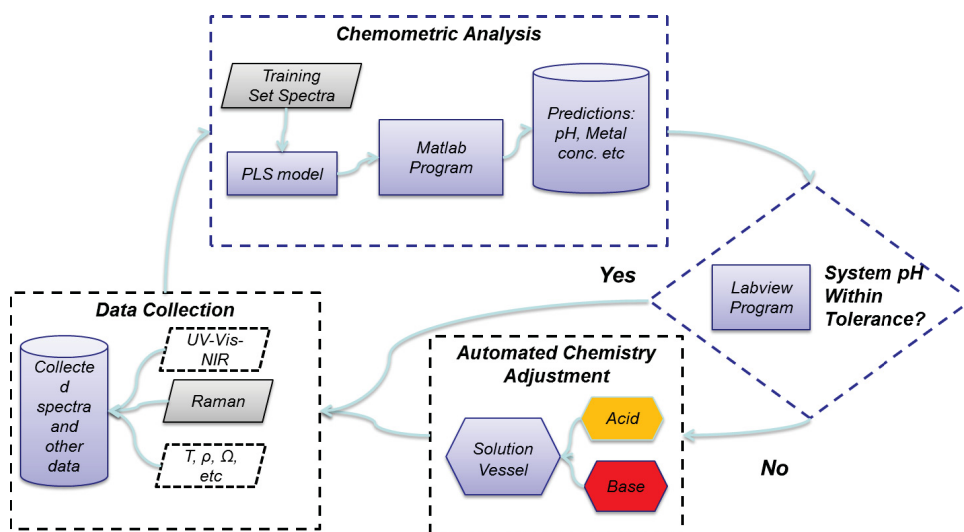 Chemometric Analysis
Training
Set Spectra
PLS model
Matlab
Program
Predictions:
pH, Metal
conc. etc
Yes
Labview
Program
System pH
Within
Tolerance?
No
Data Collection
Collecte
d
spectra
and
other
data
UV-Vis-
NIR
Raman
T, ρ, Ω,
etc
Automated Chemistry
Adjustment
Solution
Vessel
Acid
Base